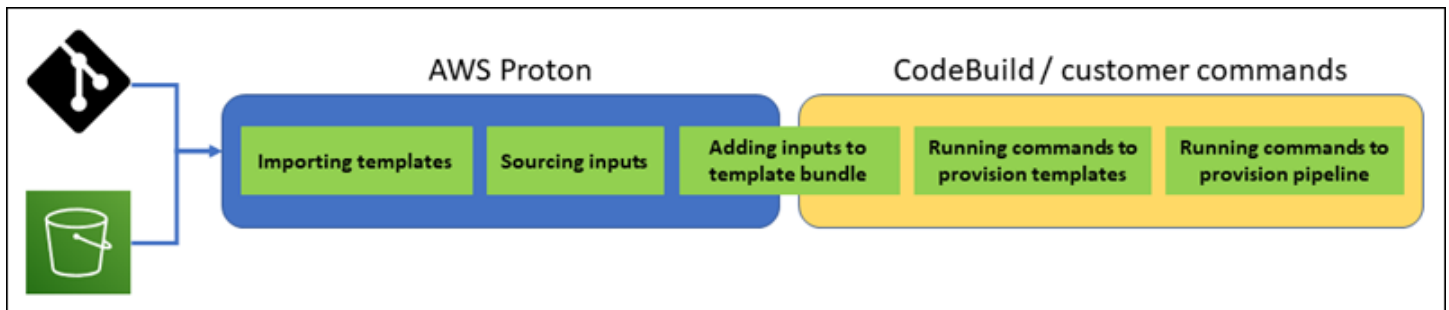 AWS Proton
CodeBuild / customer commands
Importing templates
Sourcing inputs
Adding inputs to
template bundle
Running commands to
provision templates
Running commands to
provision pipeline